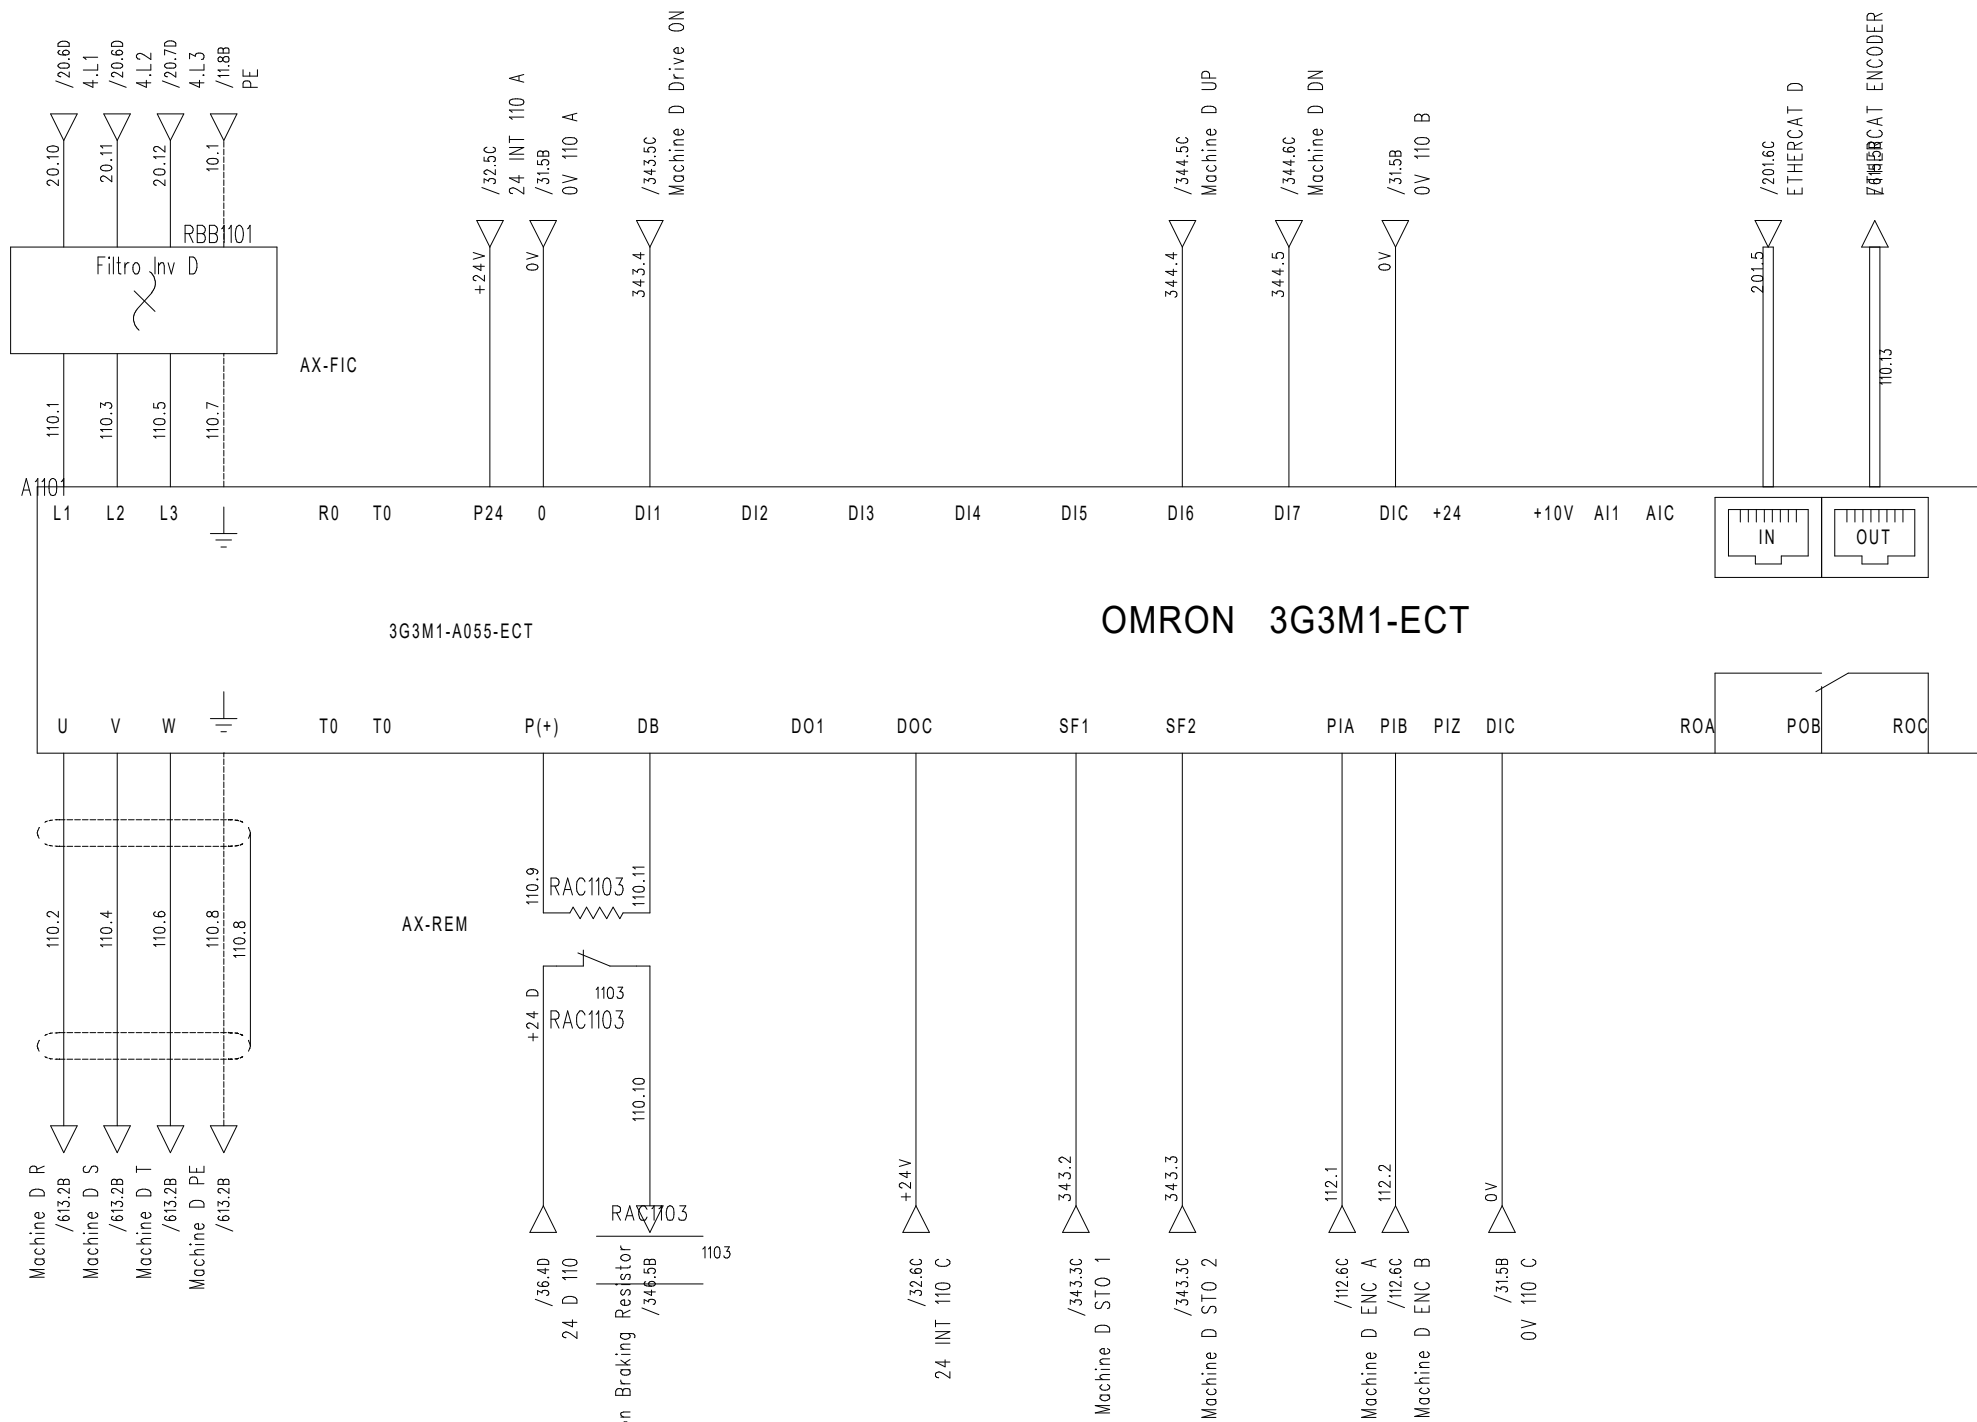 /20.6D
4.L1
/20.6D
4.L2
/20.7D
4.L3
/11.8B
PE
/32.5C
24 INT 110 A
/31.5B
0V 110 A
/343.5C
Machine D Drive ON
/344.5C
Machine D UP
/344.6C
Machine D DN
/31.5B
0V 110 B
/201.6C
ETHERCAT D
ETHERCAT ENCODER
20.10
20.11
20.12
110.1
RBB1101
Filtro Inv D
AX-FIC
+24V
0V
343.4
344.4
344.5
0V
201.5
110.13
110.1
110.3
110.5
110.7
A1101
L1 L2 L3 R0 T0 P24 0 DI1 DI2 DI3 DI4 DI5 DI6 DI7 DIC +24 +10V AI1 AIC
IN OUT
3G3M1-A055-ECT
OMRON 3G3M1-ECT
U V W T0 T0 P(+) DB DO1 DOC SF1 SF2 PIA PIB PIZ DIC ROA POB ROC
110.2
110.4
110.6
110.8
110.8
AX-REM
110.9
RAC1103
110.11
+24 D
1103
RAC1103
110.10
+24V
343.2
343.3
112.1
112.2
0V
Machine D R
/613.2B
Machine D S
/613.2B
Machine D T
/613.2B
Machine D PE
/613.2B
/36.4D
24 D 110
RAC1103
1103
Braking Resistor
/346.5B
/32.6C
24 INT 110 C
/343.3C
Machine D STO 1
/343.3C
Machine D STO 2
/112.6C
Machine D ENC A
/112.6C
Machine D ENC B
/31.5B
0V 110 C